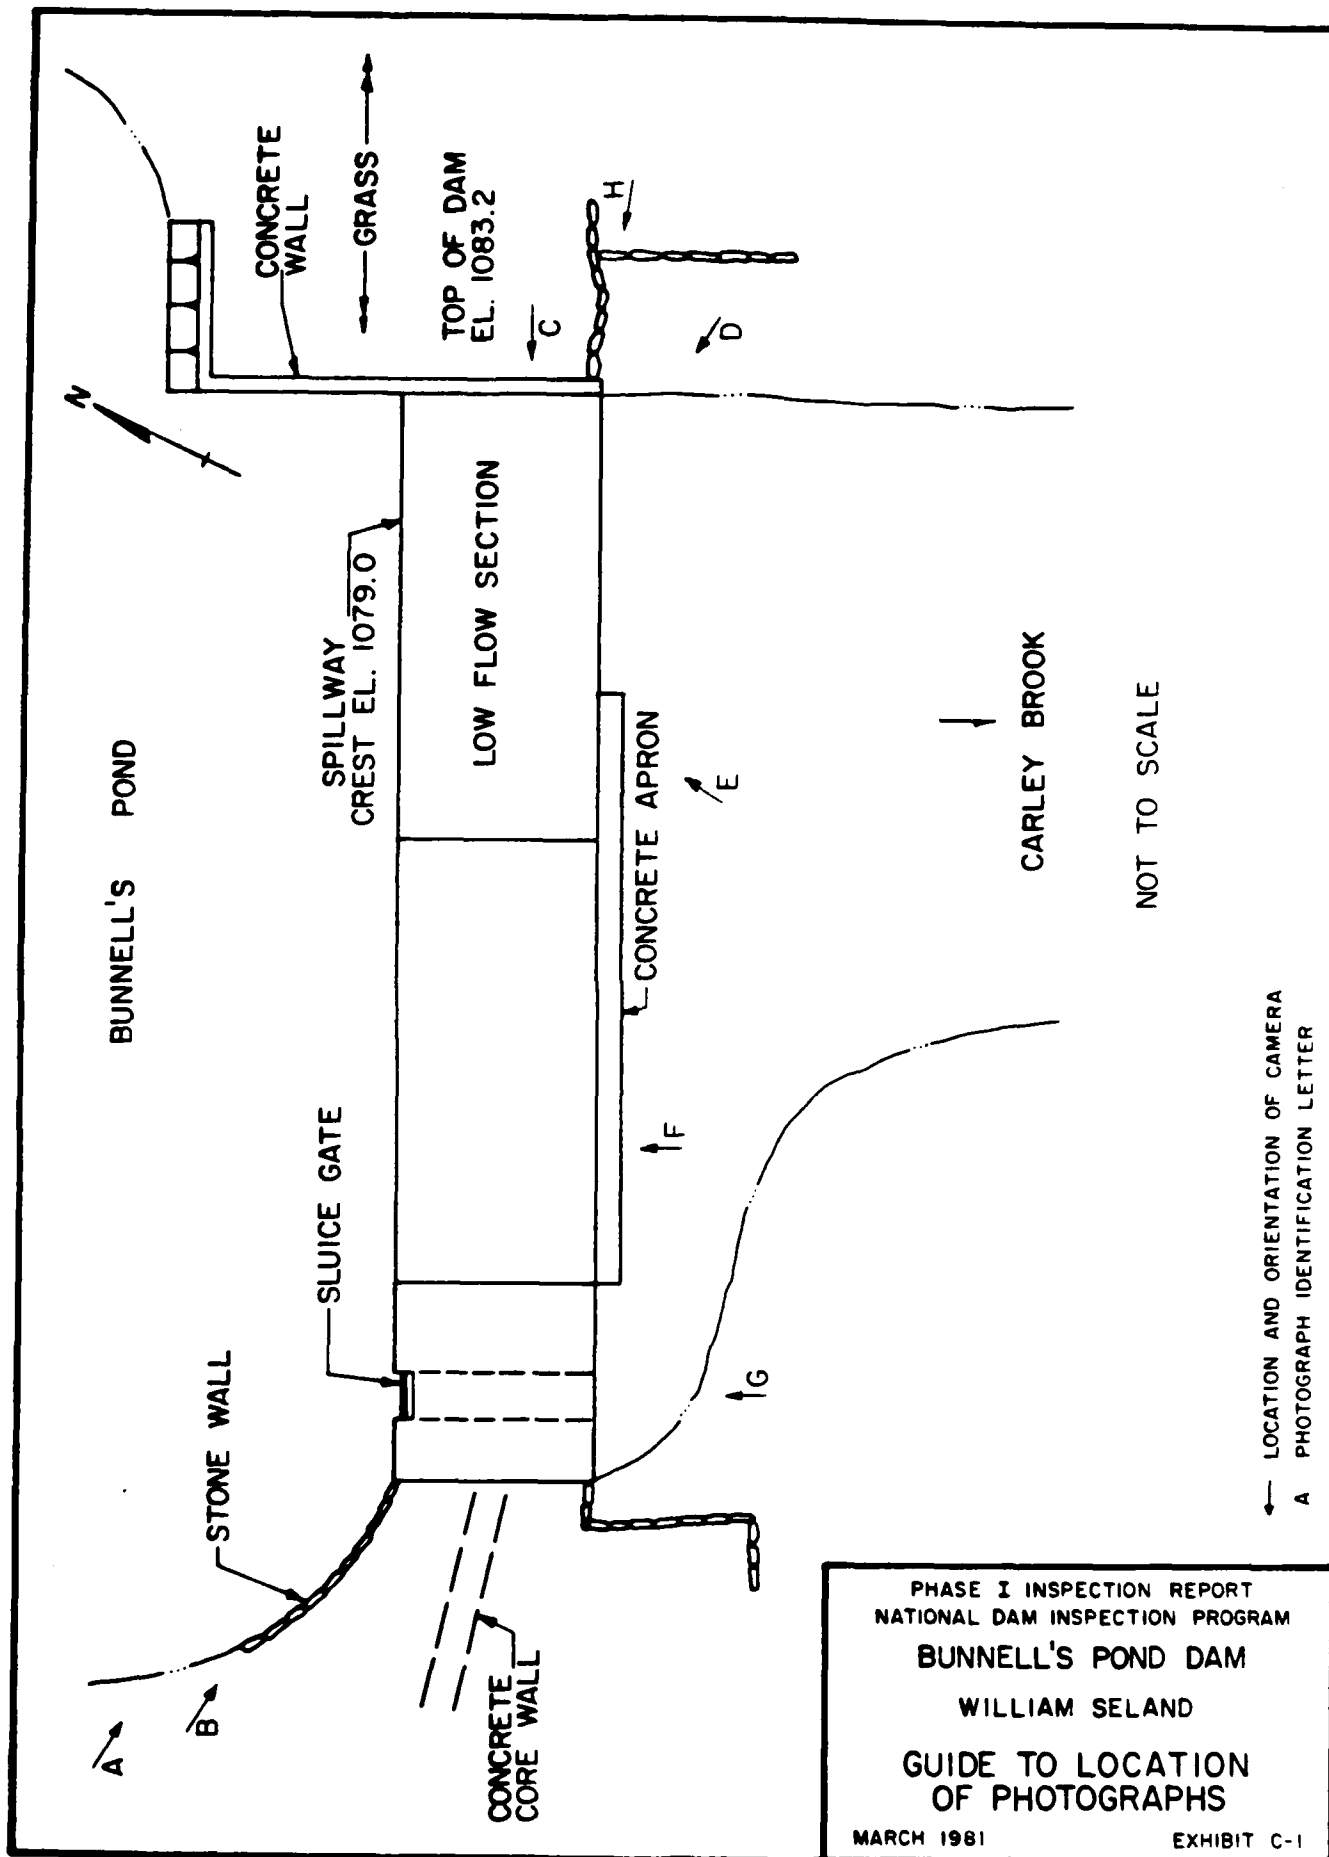 BUNNELL'S POND
N
CONCRETE
WALL
GRASS
TOP OF DAM
EL. 1083.2
H
C
D
SPILLWAY
CREST EL. 1079.0
LOW FLOW SECTION
CONCRETE APRON
E
F
G
SLUICE GATE
STONE WALL
A
B
CONCRETE
CORE WALL
CARLEY BROOK
NOT TO SCALE
LOCATION AND ORIENTATION OF CAMERA
A PHOTOGRAPH IDENTIFICATION LETTER
PHASE I INSPECTION REPORT
NATIONAL DAM INSPECTION PROGRAM
BUNNELL'S POND DAM
WILLIAM SELAND
GUIDE TO LOCATION
OF PHOTOGRAPHS
MARCH 1981
EXHIBIT C-1